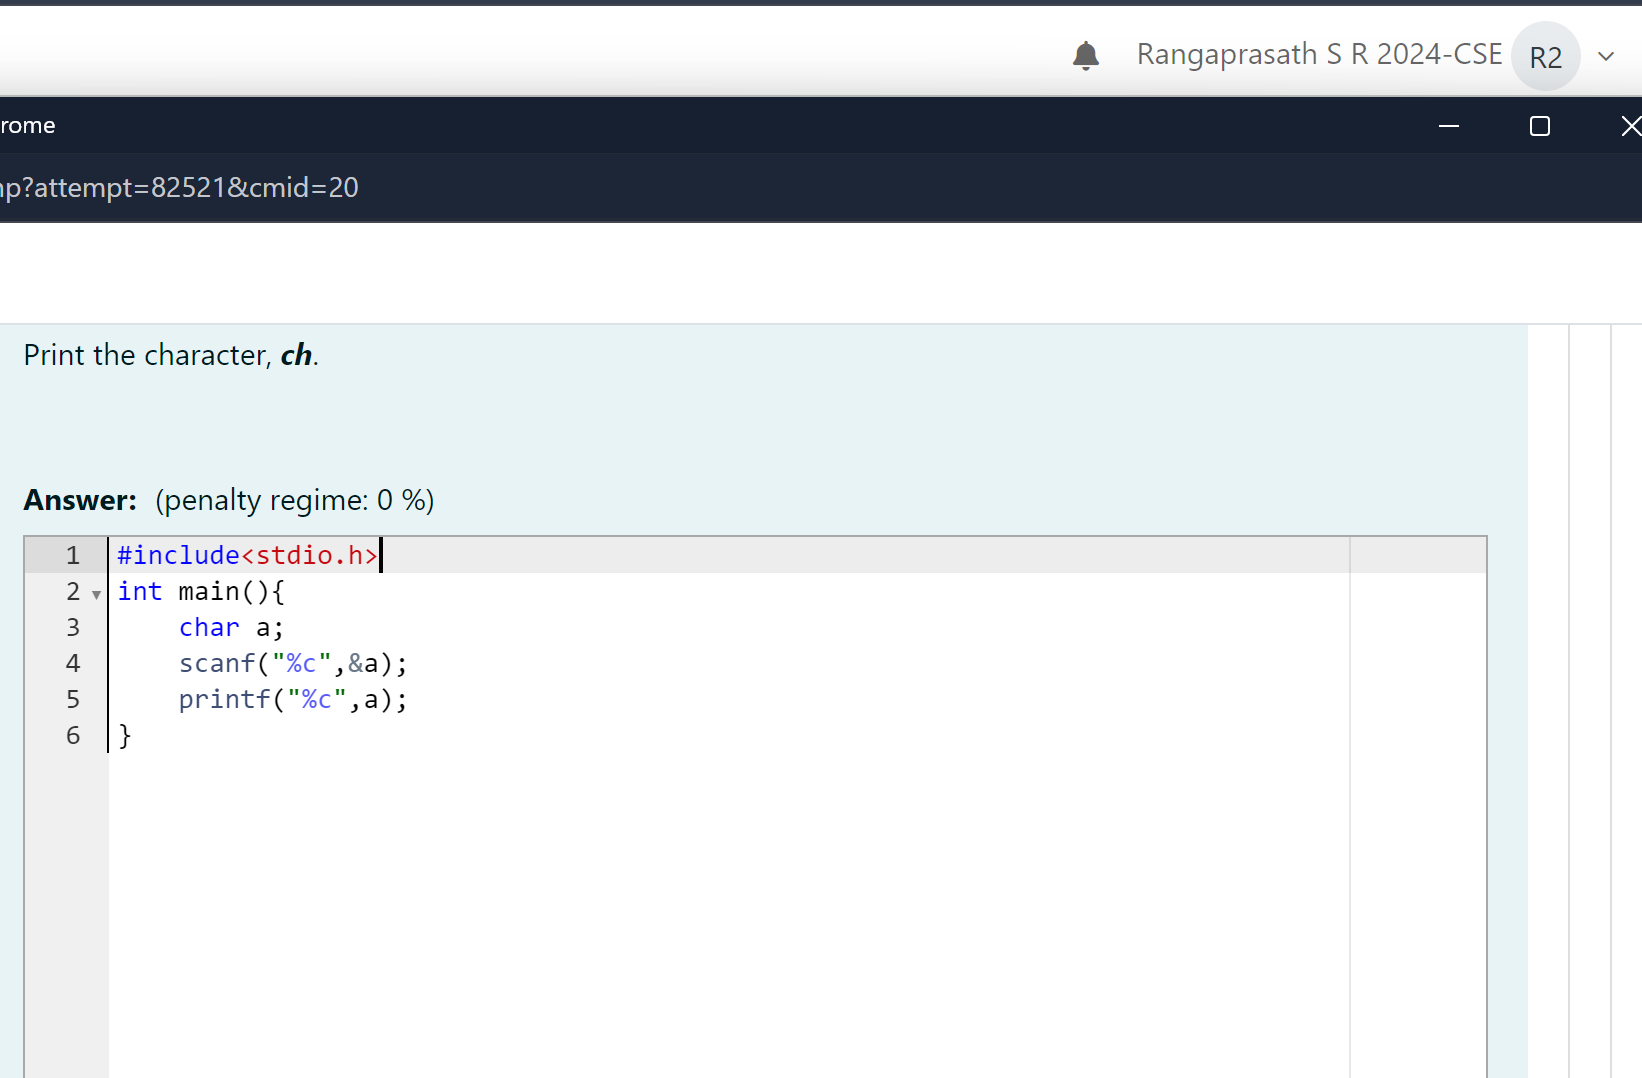 Rangaprasath S R 2024-CSE R2
rome
?attempt=82521&cmid=20
Print the character, ch.
Answer: (penalty regime: 0 %)
1 #include<stdio.h>
2 int main(){
3 char a;
4 scanf("%c",&a);
5 printf("%c",a);
6 }